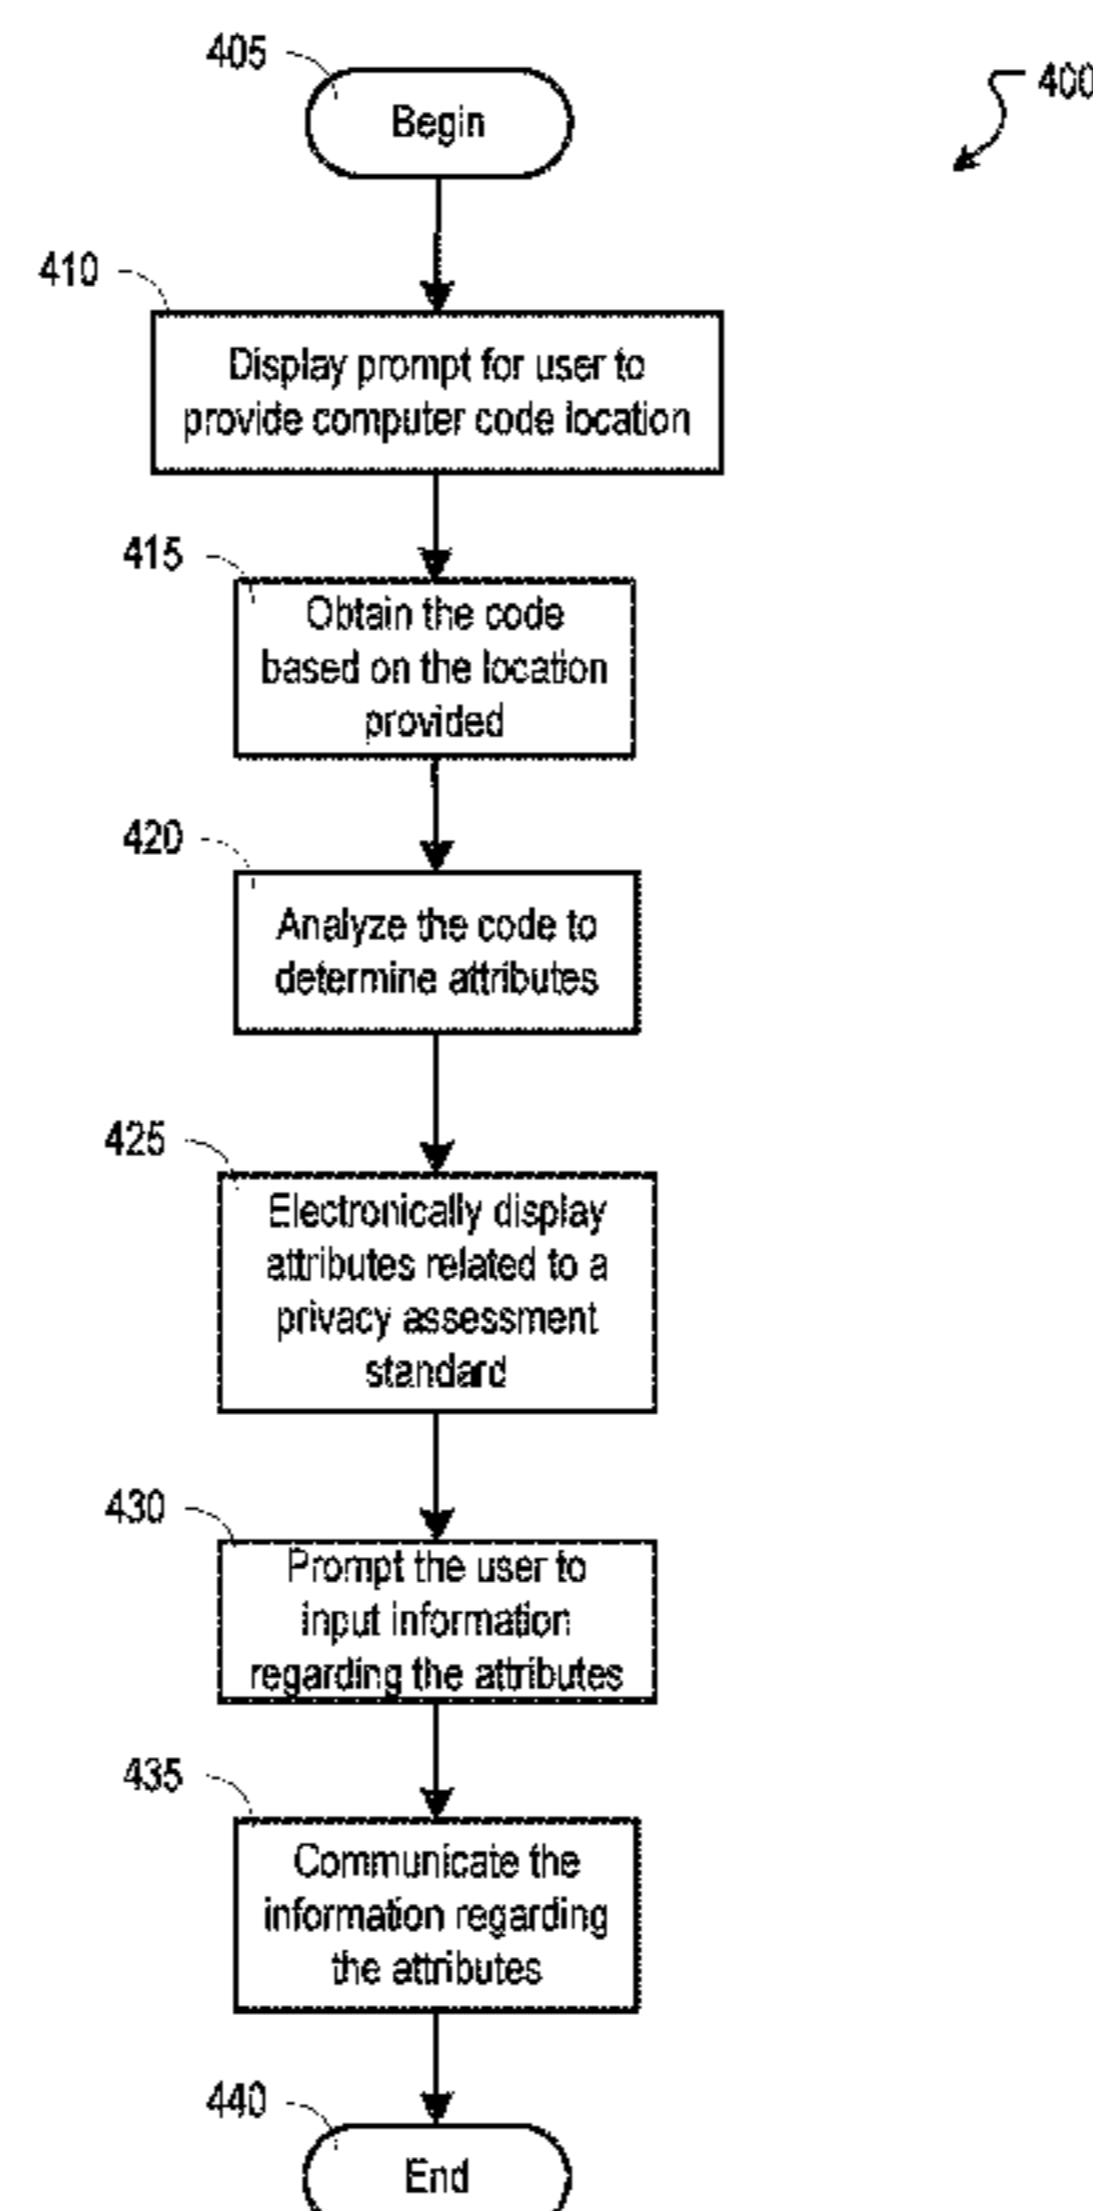 405
Begin
400
410
Display prompt for user to
provide computer code location
415
Obtain the code
based on the location
provided
420
Analyze the code to
determine attributes
425
Electronically display
attributes related to a
privacy assessment
standard
430
Prompt the user to
input information
regarding the attributes
435
Communicate the
information regarding
the attributes
440
End